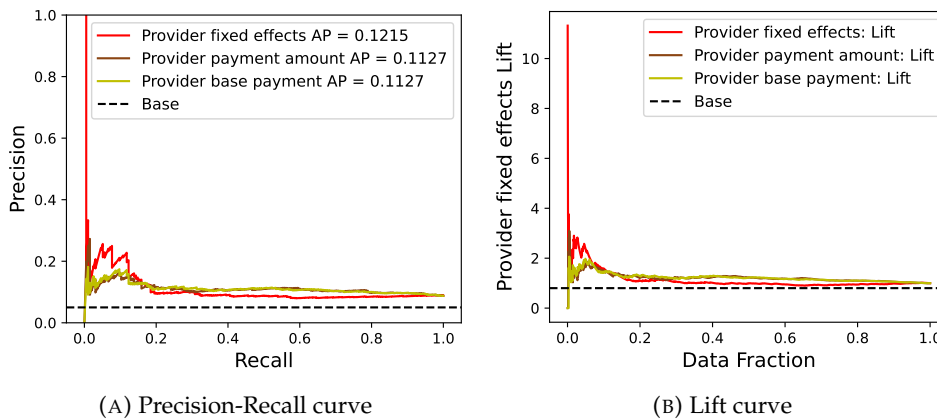 1.0
0.8
0.6
0.4
0.2
0.0
Precision
Provider fixed effects AP = 0.1215
Provider payment amount AP = 0.1127
Provider base payment AP = 0.1127
Base
0.0 0.2 0.4 0.6 0.8 1.0
Recall
(A) Precision-Recall curve
10
8
6
4
2
0
Provider fixed effects Lift
Provider fixed effects: Lift
Provider payment amount: Lift
Provider base payment: Lift
Base
0.0 0.2 0.4 0.6 0.8 1.0
Data Fraction
(B) Lift curve